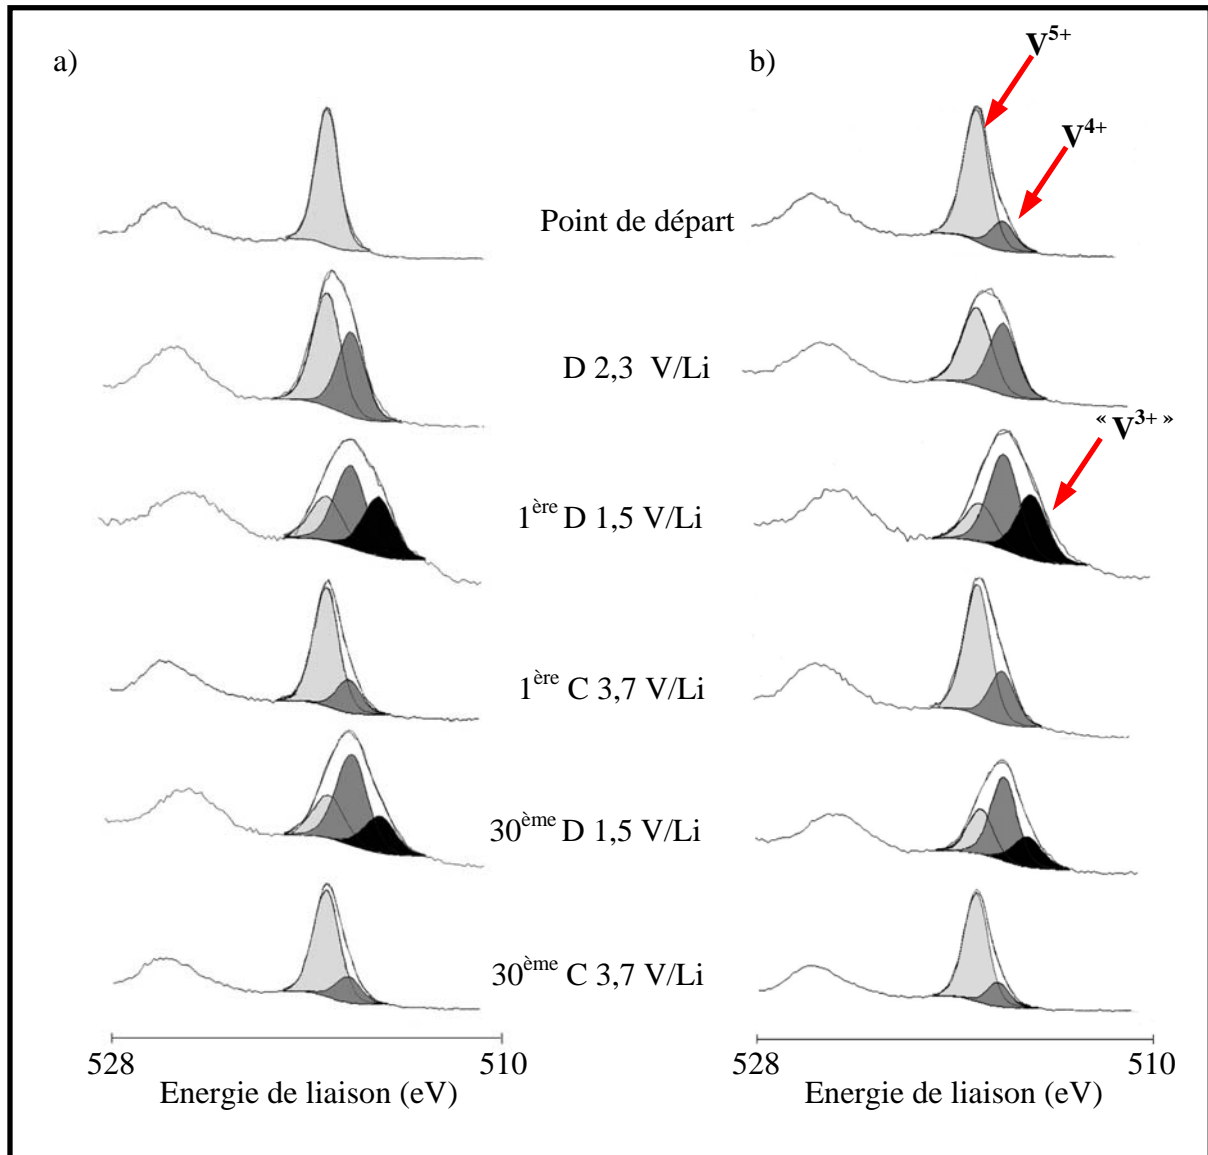 a)
b)
V⁵⁺
V⁴⁺
Point de départ
D 2,3 V/Li
« V³⁺ »
1ère D 1,5 V/Li
1ère C 3,7 V/Li
30ème D 1,5 V/Li
30ème C 3,7 V/Li
528
510
528
510
Energie de liaison (eV)
Energie de liaison (eV)